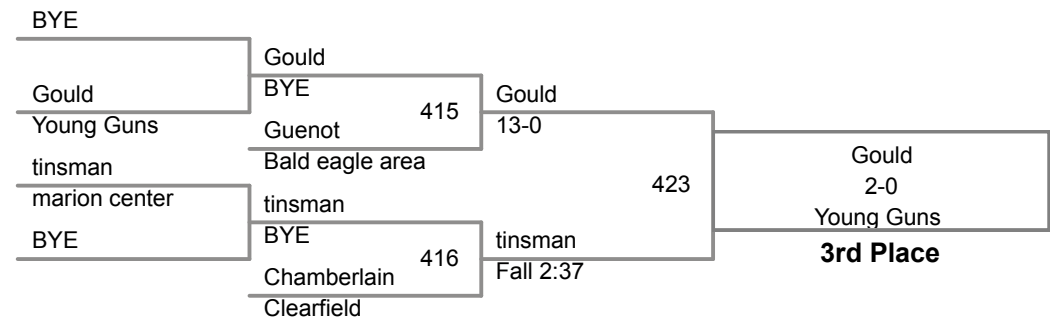 BYE
Gould
Young Guns
tinsman
marion center
BYE
Gould
BYE
415
Guenot
Bald eagle area
tinsman
BYE
416
Chamberlain
Clearfield
Gould
13-0
423
tinsman
Fall 2:37
Gould
2-0
Young Guns
3rd Place